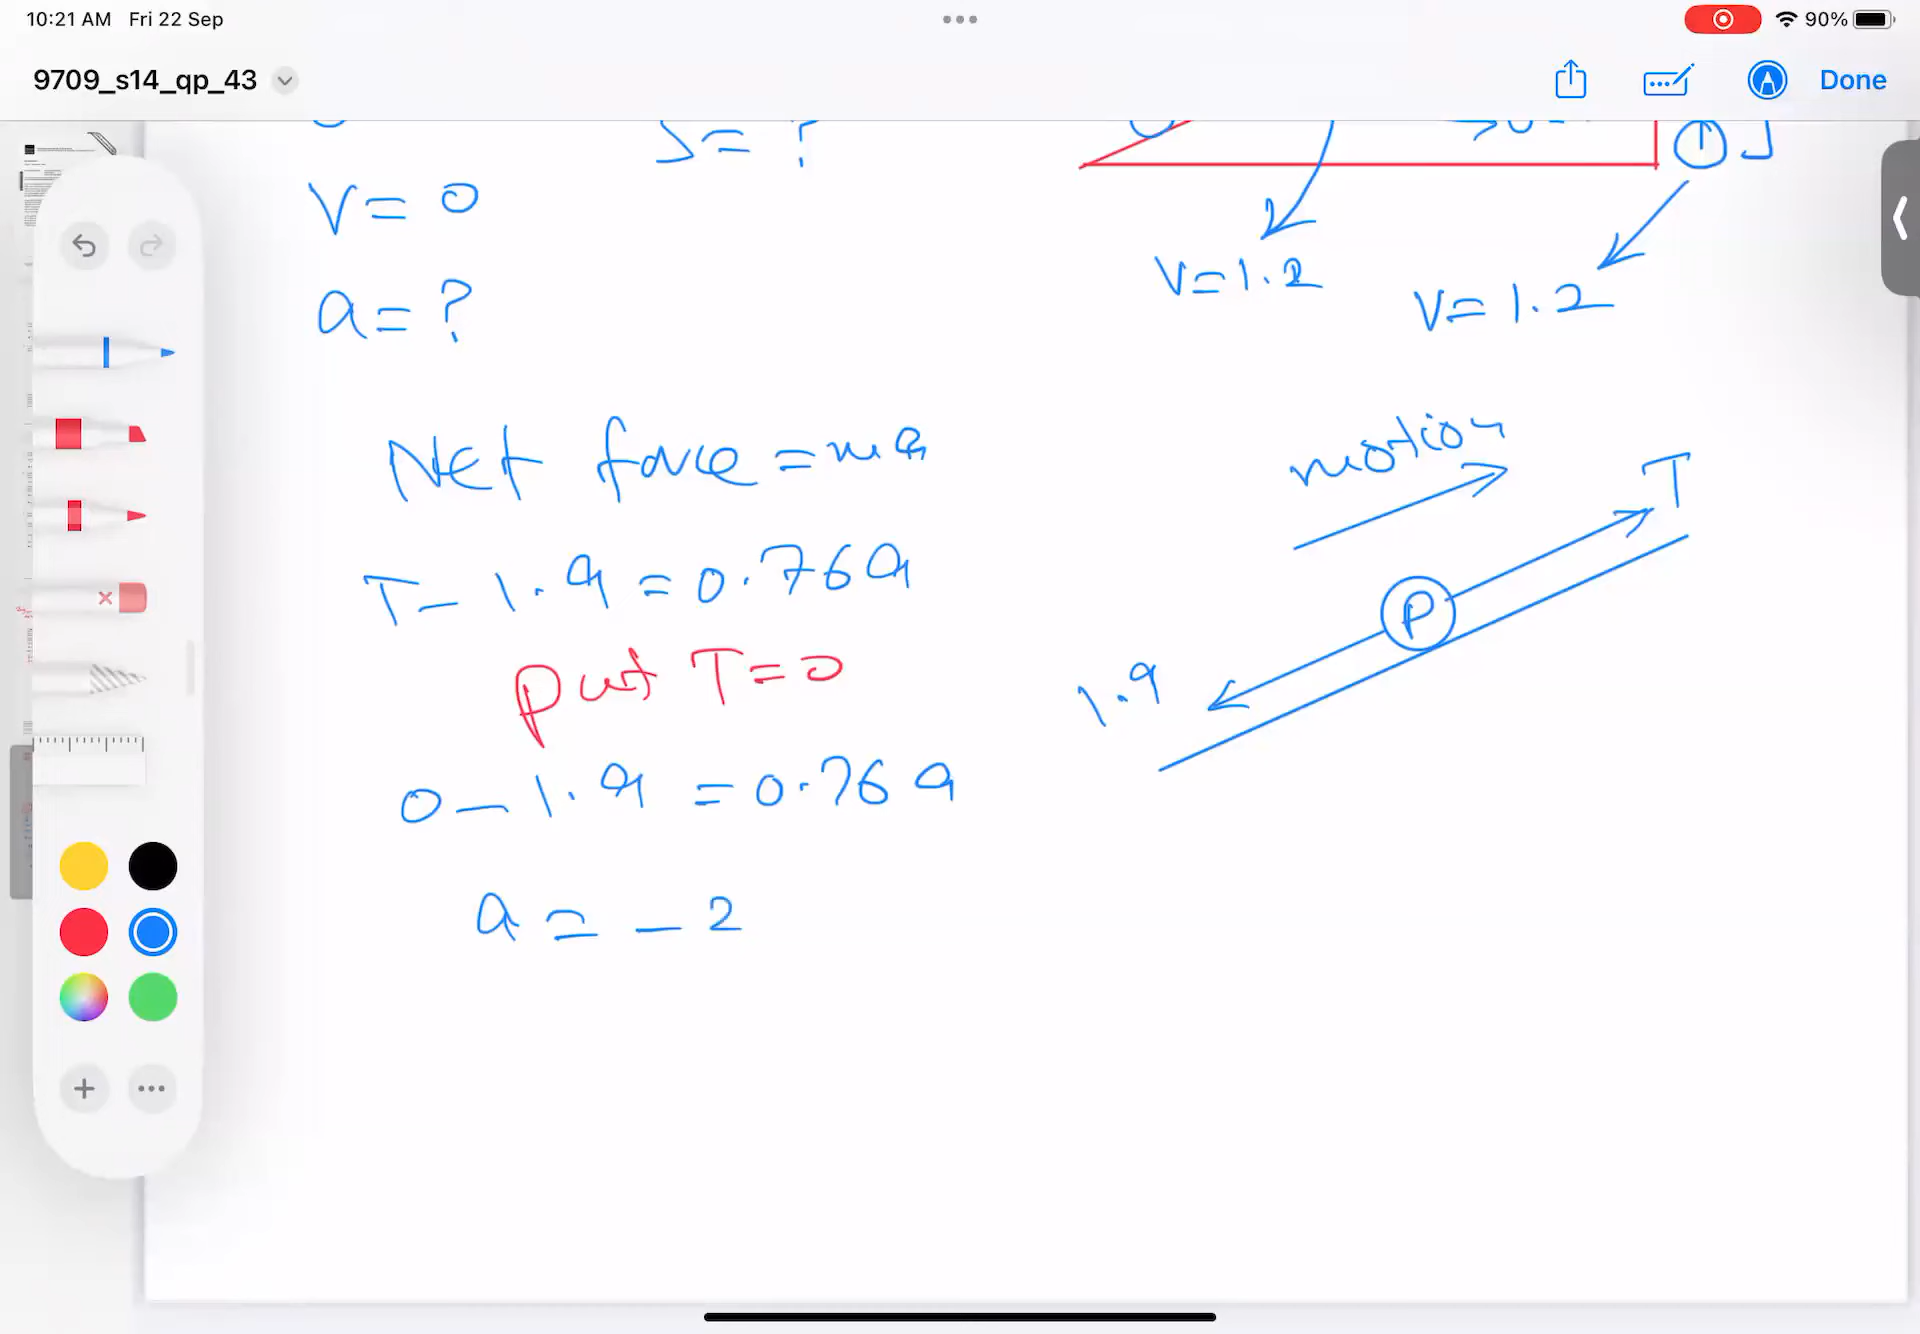 10:21 AM Fri 22 Sep
90%
9709_s14_qp_43
Done
S = ?
V = 0
V = 1.2
V = 1.2
a = ?
Net force = ma
motion
T
T - 1.9 = 0.76a
P
put T = 0
1.9
0 - 1.9 = 0.76a
a = - 2